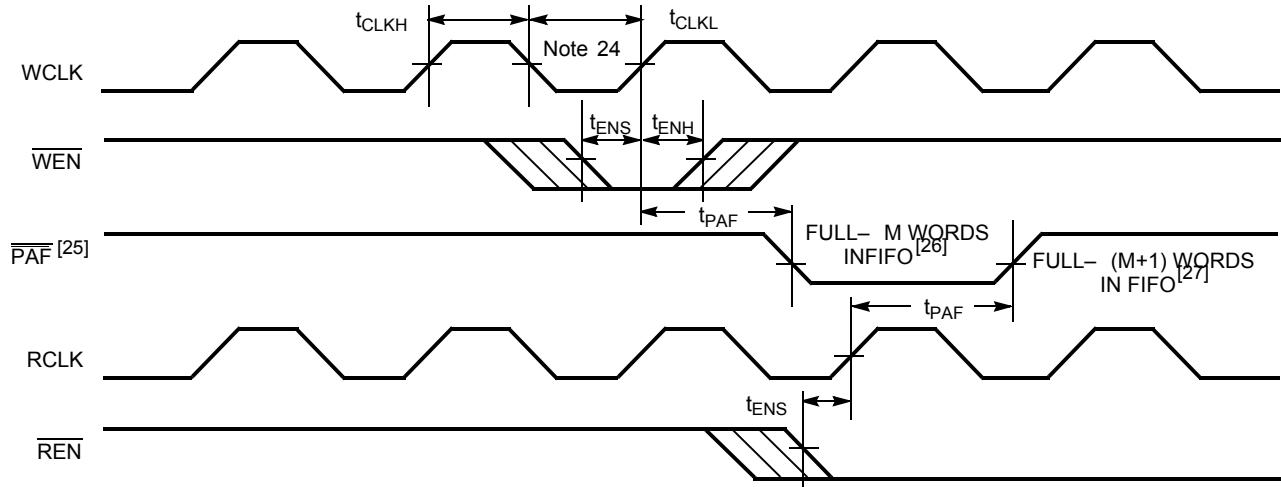 tCLKH
tCLKL
Note 24
WCLK
tENS
tENH
WEN
tPAF
PAF [25]
FULL– M WORDS
INFIFO[26]
FULL– (M+1) WORDS
IN FIFO[27]
tPAF
RCLK
tENS
REN